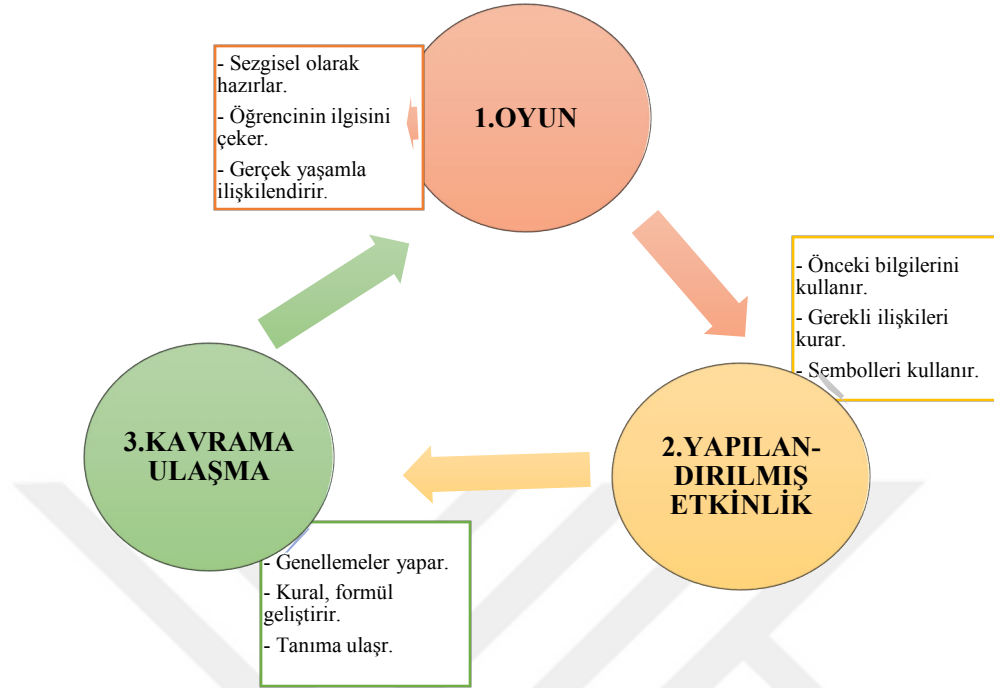 1.OYUN
- Sezgisel olarak
hazırlar.
- Öğrencinin ilgisini
çeker.
- Gerçek yaşamla
ilişkilendirir.
2.YAPILAN-
DIRILMIŞ
ETKİNLİK
- Önceki bilgilerini
kullanır.
- Gerekli ilişkileri
kurar.
- Sembolleri kullanır.
3.KAVRAMA
ULAŞMA
- Genellemeler yapar.
- Kural, formül
geliştirir.
- Tanıma ulaşr.